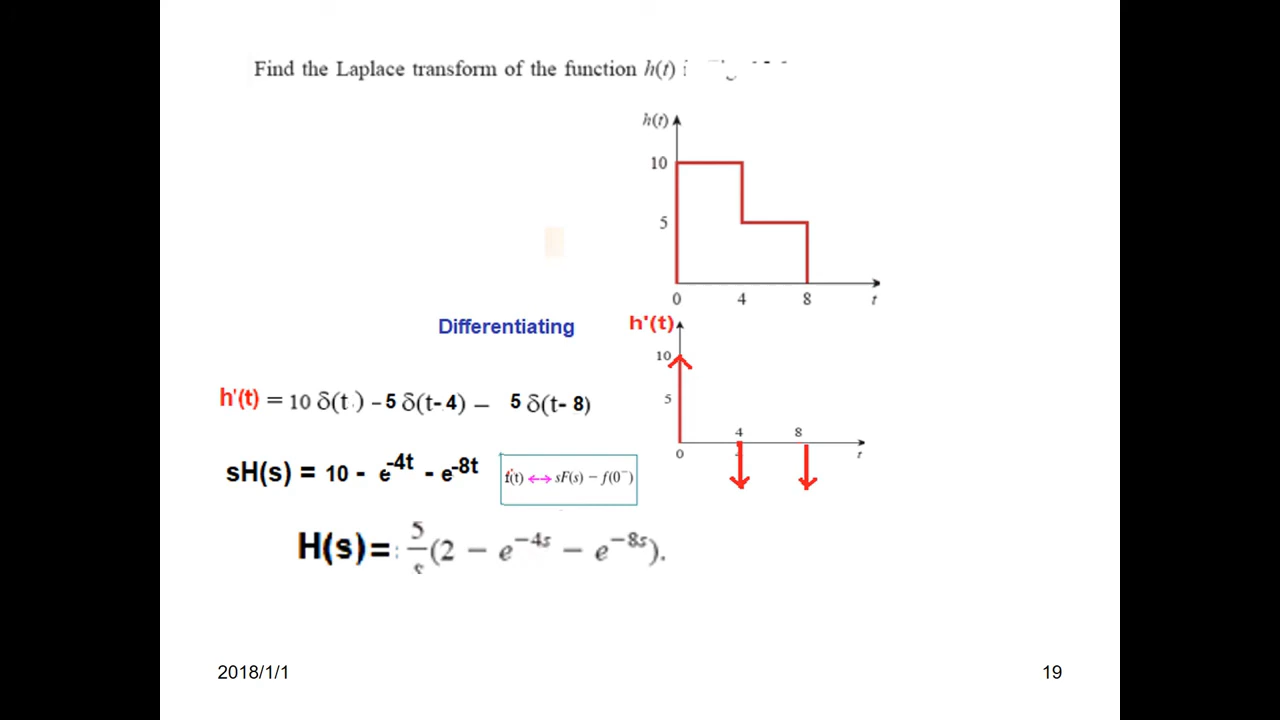 Find the Laplace transform of the function h(t)
h(t)
10
5
0 4 8 t
Differentiating
h'(t)
10
5
4 8
0 t
h'(t) = 10 δ(t ) – 5 δ(t- 4) – 5 δ(t- 8)
sH(s) = 10 - e^-4t - e^-8t
f(t) ↔ sF(s) − f(0⁻)
H(s)= 5/s (2 − e^−4s − e^−8s).
2018/1/1
19